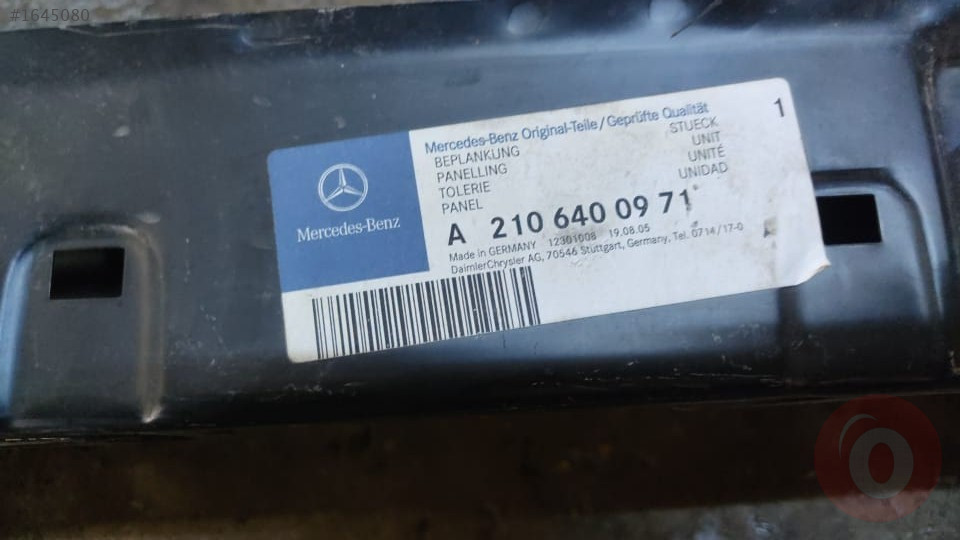 #1645080
Mercedes-Benz Original-Teile/Geprüfte Qualität
1
BEPLANKUNG STUECK
PANELLING UNIT
TOLERIE UNITÉ
PANEL UNIDAD
A 210 640 09 71
Mercedes-Benz
Made in GERMANY 12301008 19.08.05
DaimlerChrysler AG, 70546 Stuttgart, Germany, Tel. 0714/17-0
O